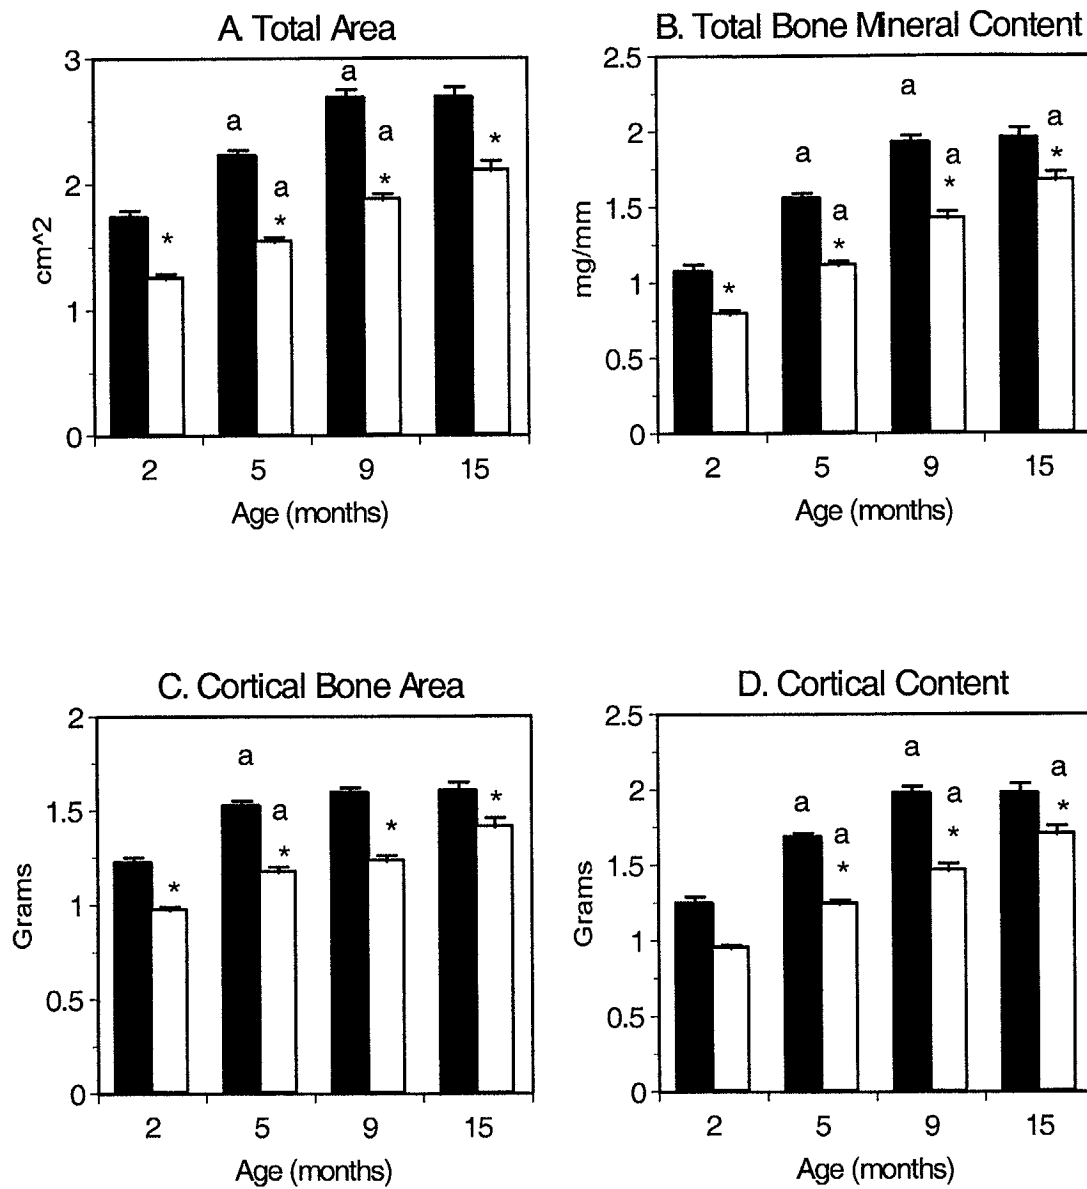 A. Total Area
3
2
1
0
cm^2
a
a
a
a
*
*
*
*
2 5 9 15
Age (months)
B. Total Bone Mineral Content
2.5
2
1.5
1
0.5
0
mg/mm
a
a
a
a
a
*
*
*
*
2 5 9 15
Age (months)
C. Cortical Bone Area
2
1.5
1
0.5
0
Grams
a
a
*
*
*
*
2 5 9 15
Age (months)
D. Cortical Content
2.5
2
1.5
1
0.5
0
Grams
a
a
a
a
a
*
*
*
2 5 9 15
Age (months)